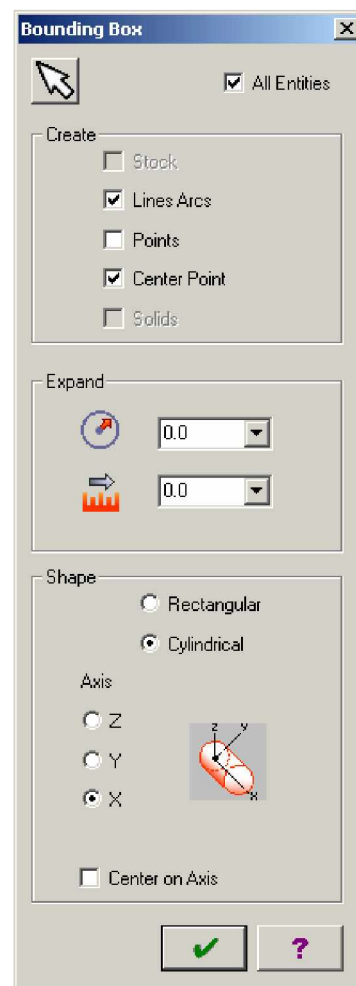 Bounding Box
All Entities
Create
Stock
Lines Arcs
Points
Center Point
Solids
Expand
0.0
0.0
Shape
Rectangular
Cylindrical
Axis
Z
Y
X
z y
x
Center on Axis
?